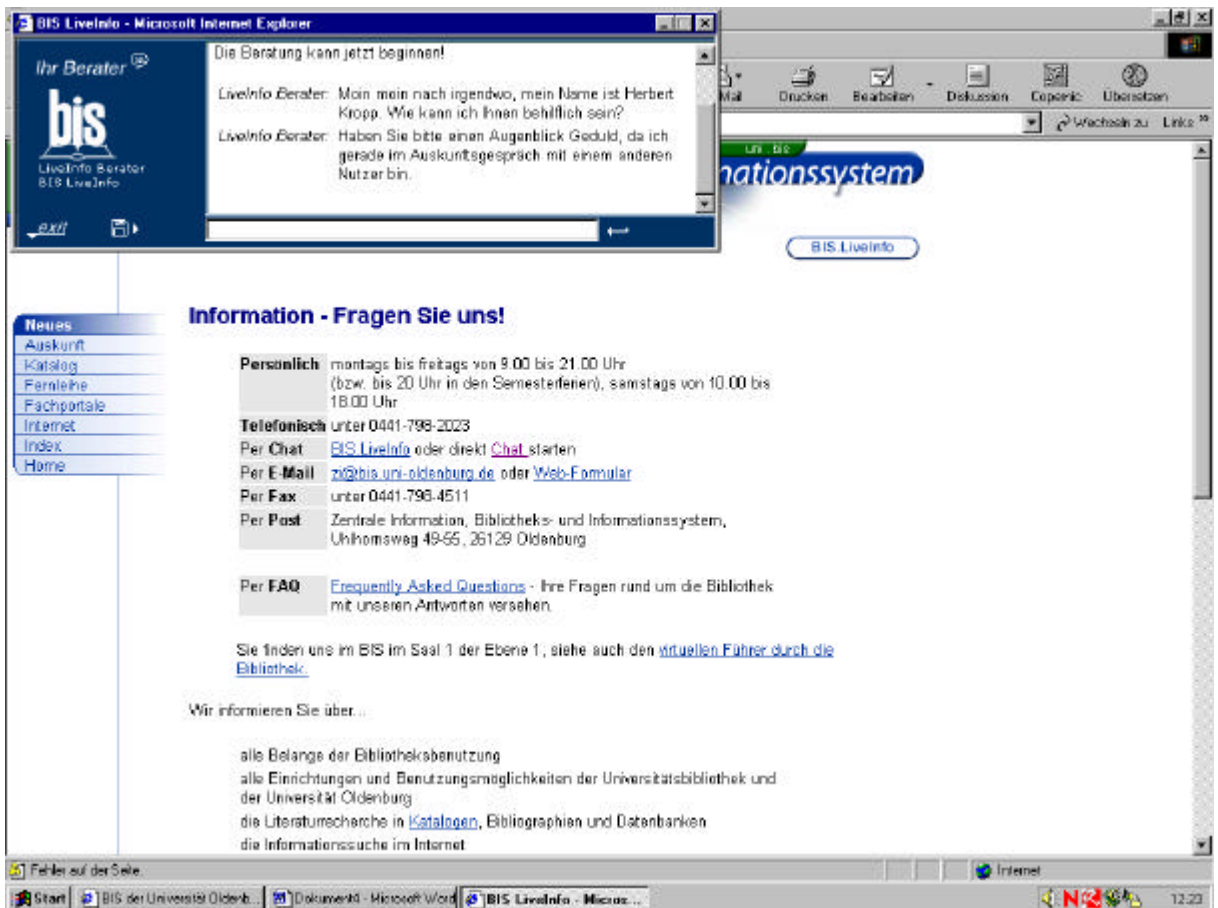 BIS LiveInfo - Microsoft Internet Explorer
Ihr Berater
bis
LiveInfo Berater
BIS LiveInfo
exit
Die Beratung kann jetzt beginnen!
LiveInfo Berater: Moin moin nach irgendwo, mein Name ist Herbert
Kropp. Wie kann ich Ihnen behilflich sein?
LiveInfo Berater: Haben Sie bitte einen Augenblick Geduld, da ich
gerade im Auskunftsgespräch mit einem anderen
Nutzer bin.
Mail Drucken Bearbeiten Diskussion Copernic Übersetzen
Wechseln zu Links »
uni bis
nationssystem
BIS.LiveInfo
Neues
Auskunft
Katalog
Fernleihe
Fachportale
Internet
Index
Home
Information - Fragen Sie uns!
Persönlich montags bis freitags von 9.00 bis 21.00 Uhr
(bzw. bis 20 Uhr in den Semesterferien), samstags von 10.00 bis
18.00 Uhr
Telefonisch unter 0441-798-2023
Per Chat BIS.LiveInfo oder direkt Chat starten
Per E-Mail zi@bis.uni-oldenburg.de oder Web-Formular
Per Fax unter 0441-798-4511
Per Post Zentrale Information, Bibliotheks- und Informationssystem,
Uhlhornsweg 49-55, 26129 Oldenburg
Per FAQ Frequently Asked Questions - Ihre Fragen rund um die Bibliothek
mit unseren Antworten versehen.
Sie finden uns im BIS im Saal 1 der Ebene 1, siehe auch den virtuellen Führer durch die
Bibliothek.
Wir informieren Sie über...
alle Belange der Bibliotheksbenutzung
alle Einrichtungen und Benutzungsmöglichkeiten der Universitätsbibliothek und
der Universität Oldenburg
die Literaturrecherche in Katalogen, Bibliographien und Datenbanken
die Informationssuche im Internet
Fehler auf der Seite. Internet
Start BIS der Universität Oldenb... Dokument4 - Microsoft Word BIS LiveInfo - Micros... 12:23